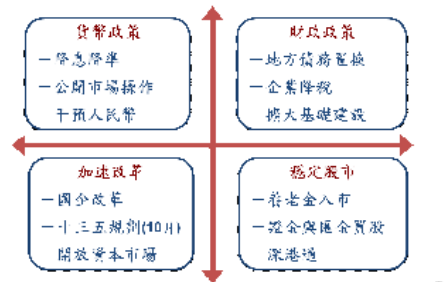 貨幣政策
－降息降準
－公開市場操作
干預人民幣
財政政策
－地方債務置換
－企業降稅
擴大基礎建設
加速改革
－國企改革
－十三五規劃(10月)
開放資本市場
穩定股市
－養老金入市
－證金與匯金買股
深港通